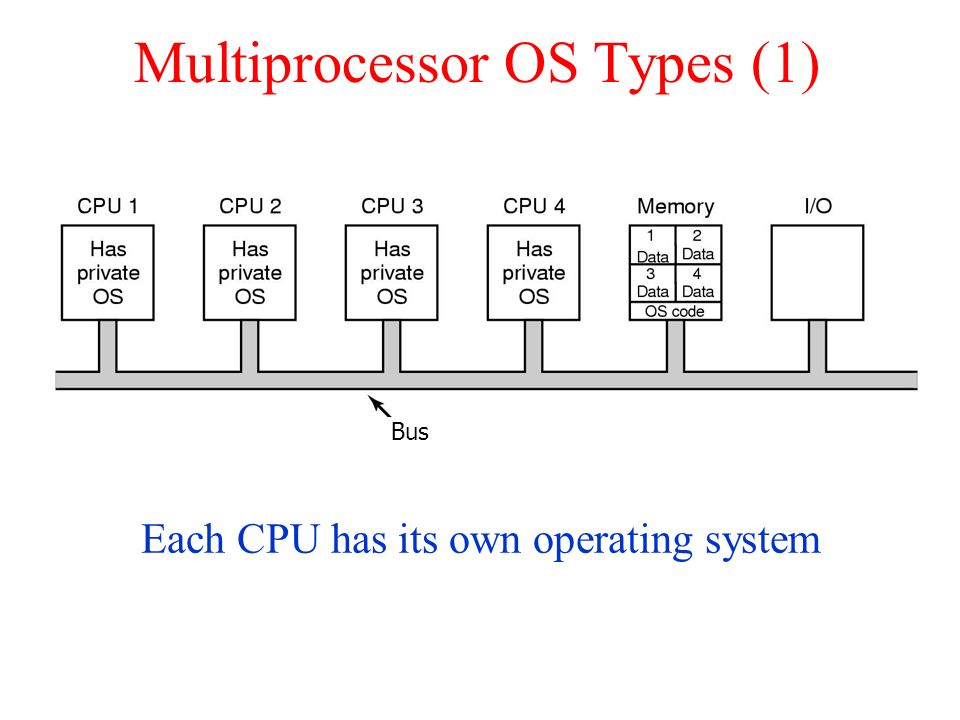 Multiprocessor OS Types (1)
CPU 1 CPU 2 CPU 3 CPU 4 Memory I/O
Has private OS
Has private OS
Has private OS
Has private OS
1 Data
2 Data
3 Data
4 Data
OS code
Bus
Each CPU has its own operating system